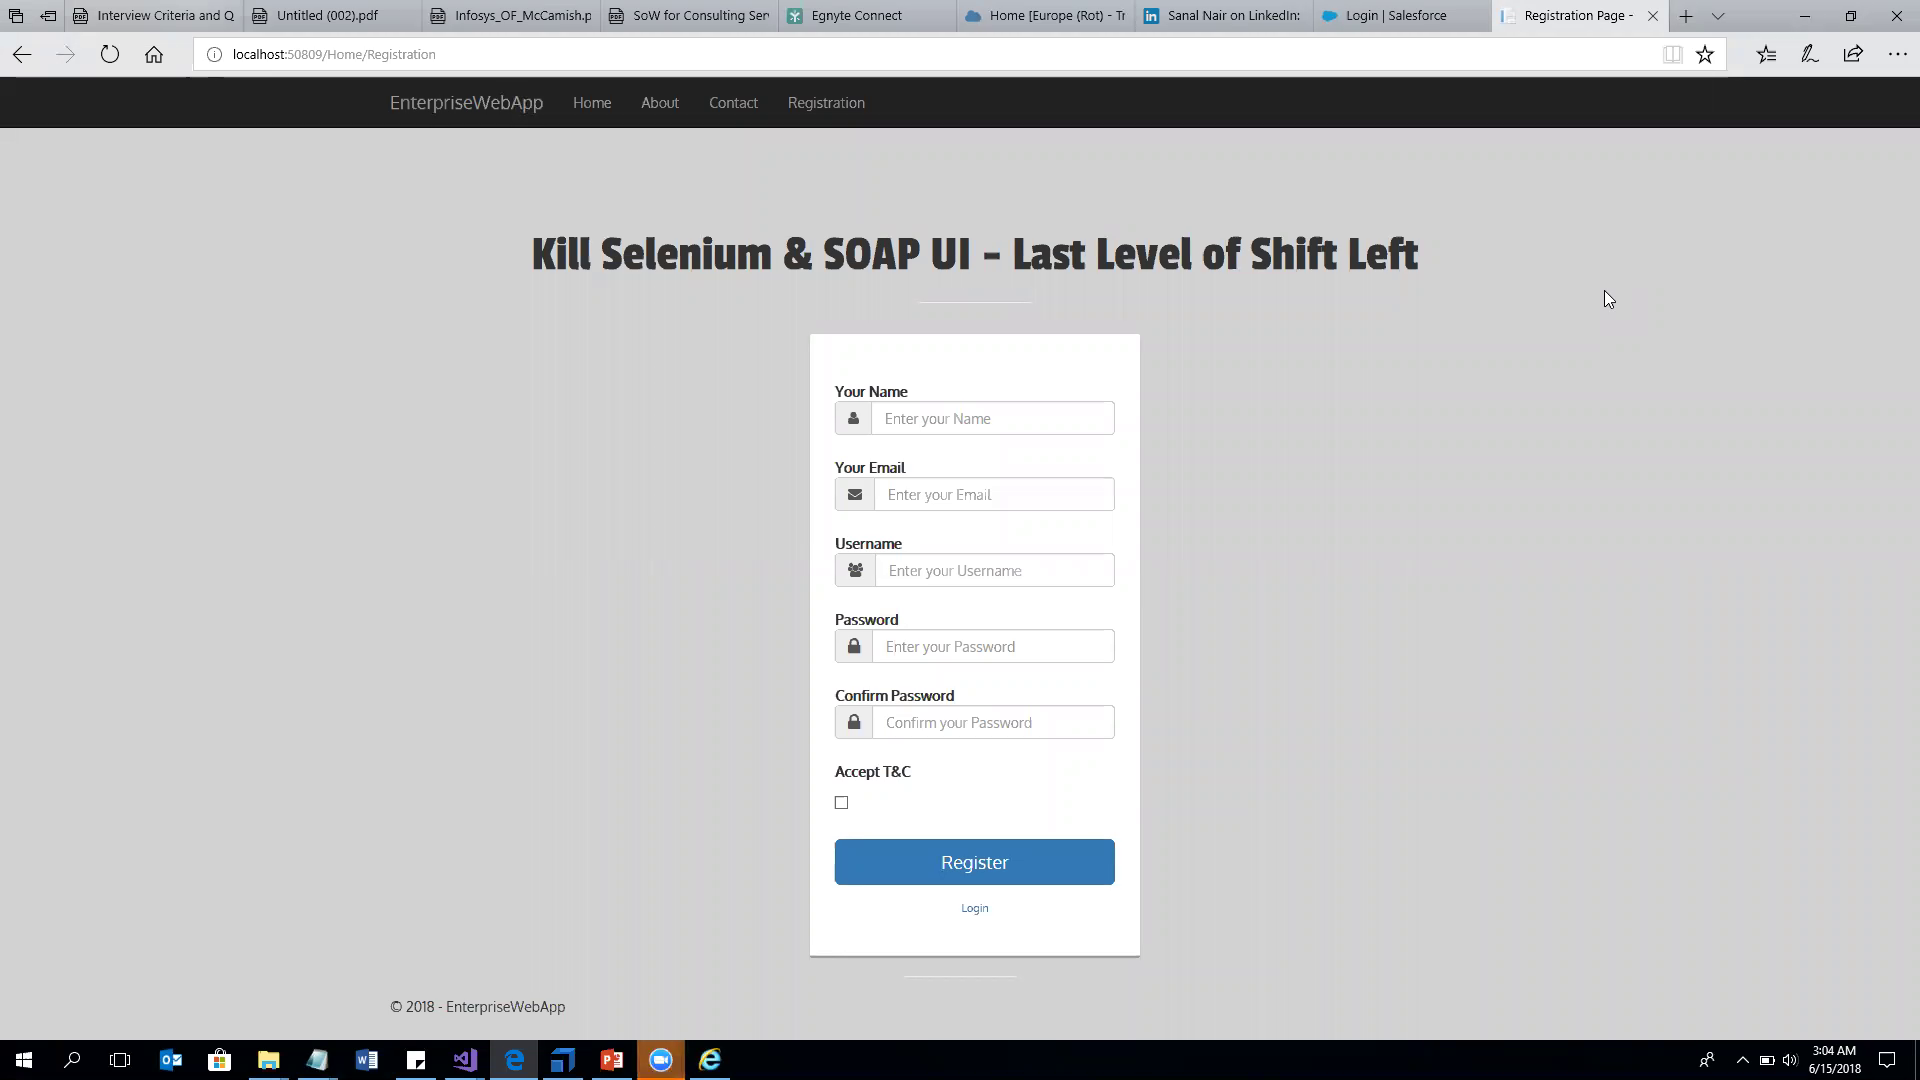 Interview Criteria and Q
Untitled (002).pdf
Infosys_OF_McCamish.p
SoW for Consulting Ser
Egnyte Connect
Home [Europe (Rot) - Tr
Sanal Nair on LinkedIn:
Login | Salesforce
Registration Page -
localhost:50809/Home/Registration
EnterpriseWebApp Home About Contact Registration
Kill Selenium & SOAP UI - Last Level of Shift Left
Your Name
Enter your Name
Your Email
Enter your Email
Username
Enter your Username
Password
Enter your Password
Confirm Password
Confirm your Password
Accept T&C
Register
Login
© 2018 - EnterpriseWebApp
3:04 AM
6/15/2018